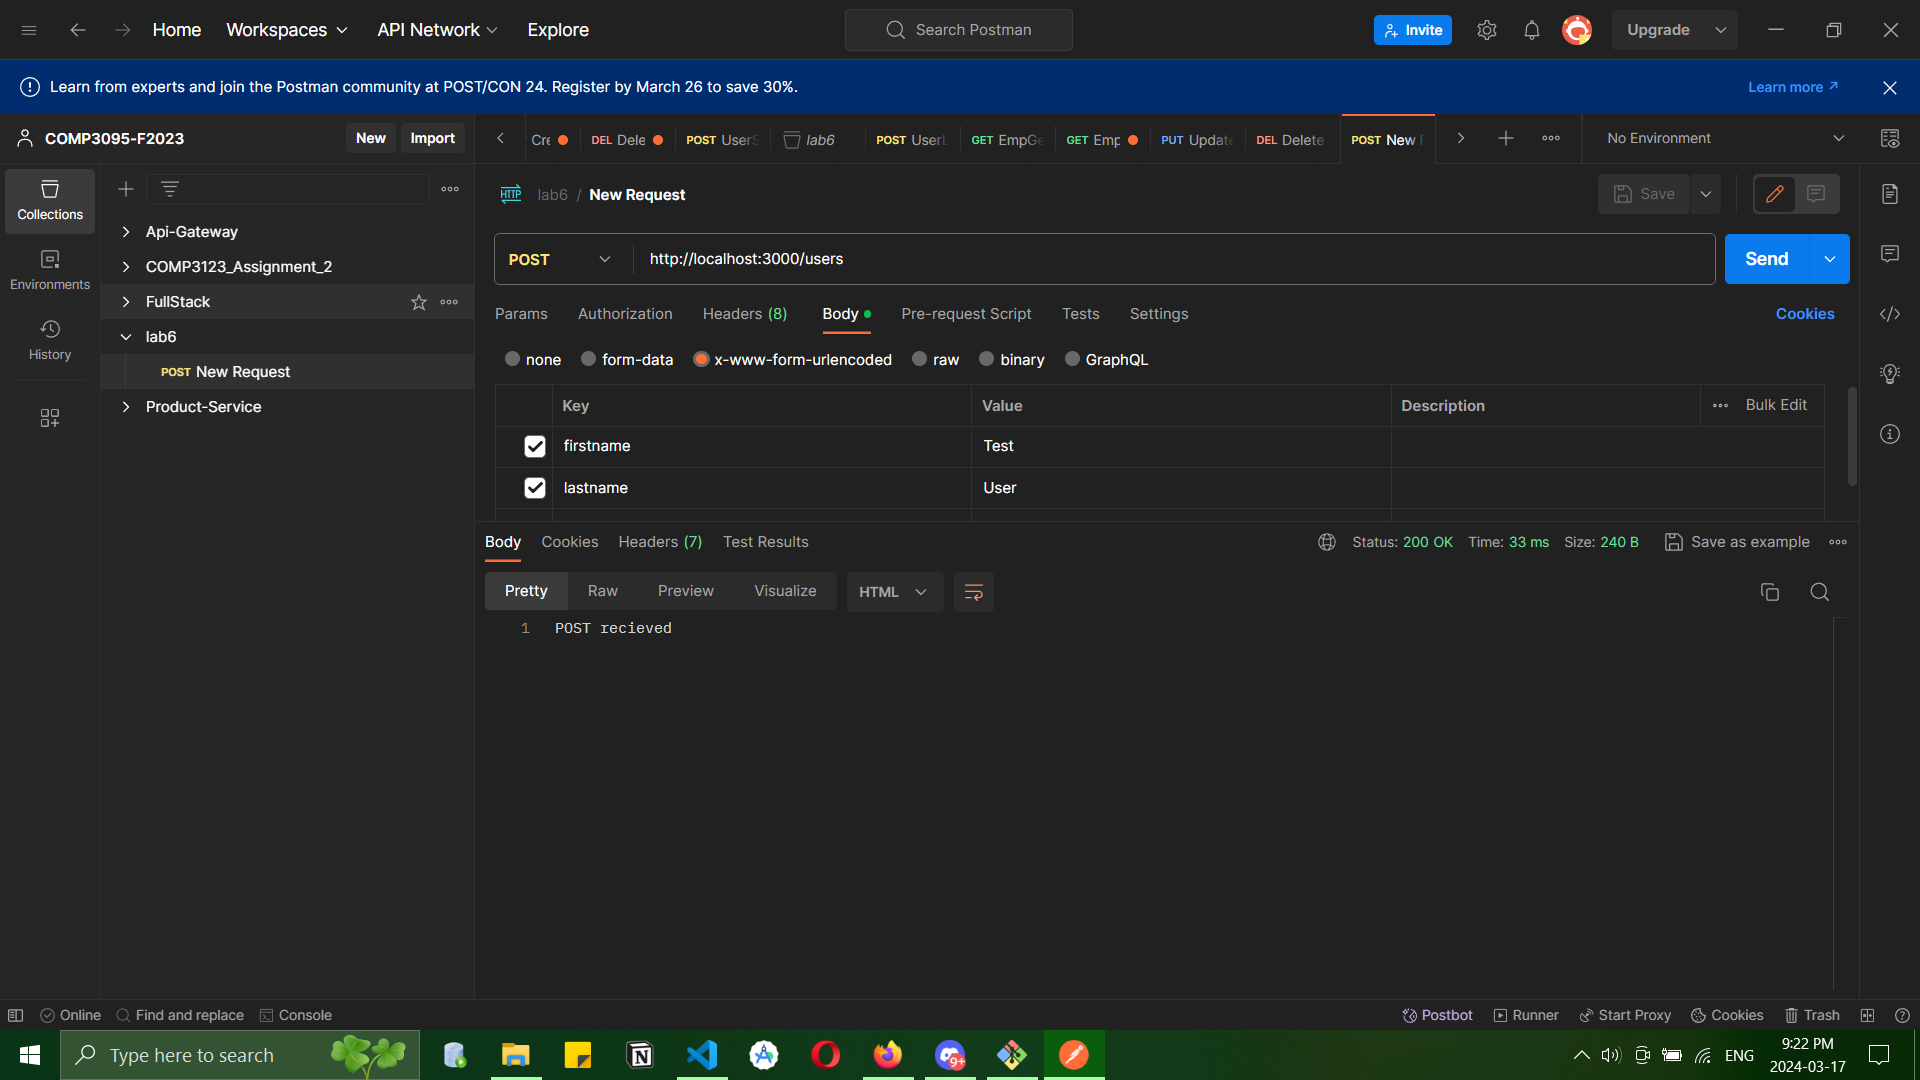 Home
Workspaces
API Network
Explore
Search Postman
Invite
Upgrade
Learn from experts and join the Postman community at POST/CON 24. Register by March 26 to save 30%.
Learn more
COMP3095-F2023
New
Import
Cre
DEL Dele
POST UserS
lab6
POST UserL
GET EmpGe
GET Emp
PUT Update
DEL Delete
POST New
No Environment
Collections
Environments
History
Api-Gateway
COMP3123_Assignment_2
FullStack
lab6
POST New Request
Product-Service
HTTP lab6 / New Request
Save
POST
http://localhost:3000/users
Send
Params
Authorization
Headers (8)
Body
Pre-request Script
Tests
Settings
Cookies
none
form-data
x-www-form-urlencoded
raw
binary
GraphQL
Key
Value
Description
Bulk Edit
firstname
Test
lastname
User
Body
Cookies
Headers (7)
Test Results
Status: 200 OK
Time: 33 ms
Size: 240 B
Save as example
Pretty
Raw
Preview
Visualize
HTML
1 POST recieved
Online
Find and replace
Console
Postbot
Runner
Start Proxy
Cookies
Trash
Type here to search
9+
ENG
9:22 PM
2024-03-17